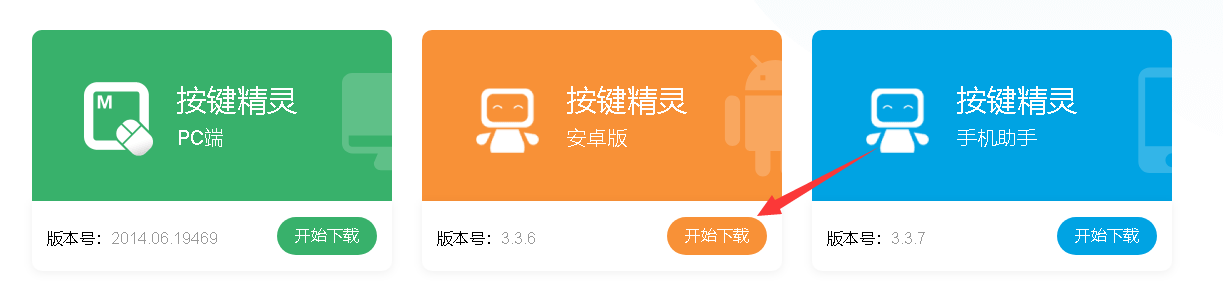 M
按键精灵
PC端
版本号：2014.06.19469
开始下载
按键精灵
安卓版
版本号：3.3.6
开始下载
按键精灵
手机助手
版本号：3.3.7
开始下载